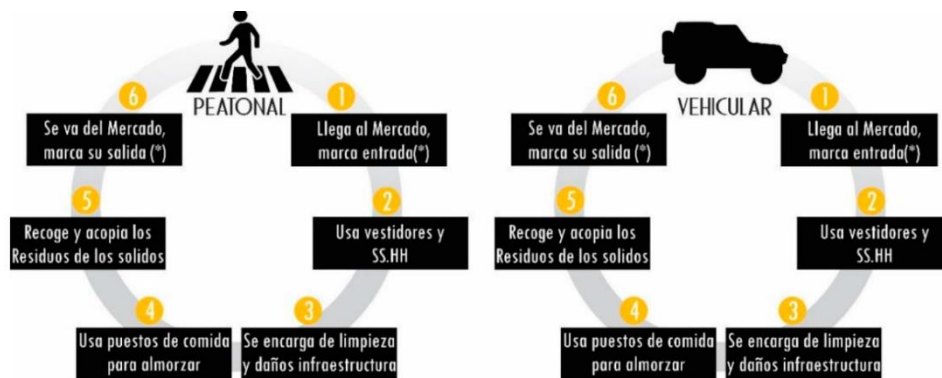 PEATONAL
1
Llega al Mercado,
marca entrada(*)
2
Usa vestidores y
SS.HH
3
Se encarga de limpieza
y daños infraestructura
4
Usa puestos de comida
para almorzar
5
Recoge y acopia los
Residuos de los solidos
6
Se va del Mercado,
marca su salida (*)
VEHICULAR
1
Llega al Mercado,
marca entrada(*)
2
Usa vestidores y
SS.HH
3
Se encarga de limpieza
y daños infraestructura
4
Usa puestos de comida
para almorzar
5
Recoge y acopia los
Residuos de los solidos
6
Se va del Mercado,
marca su salida (*)